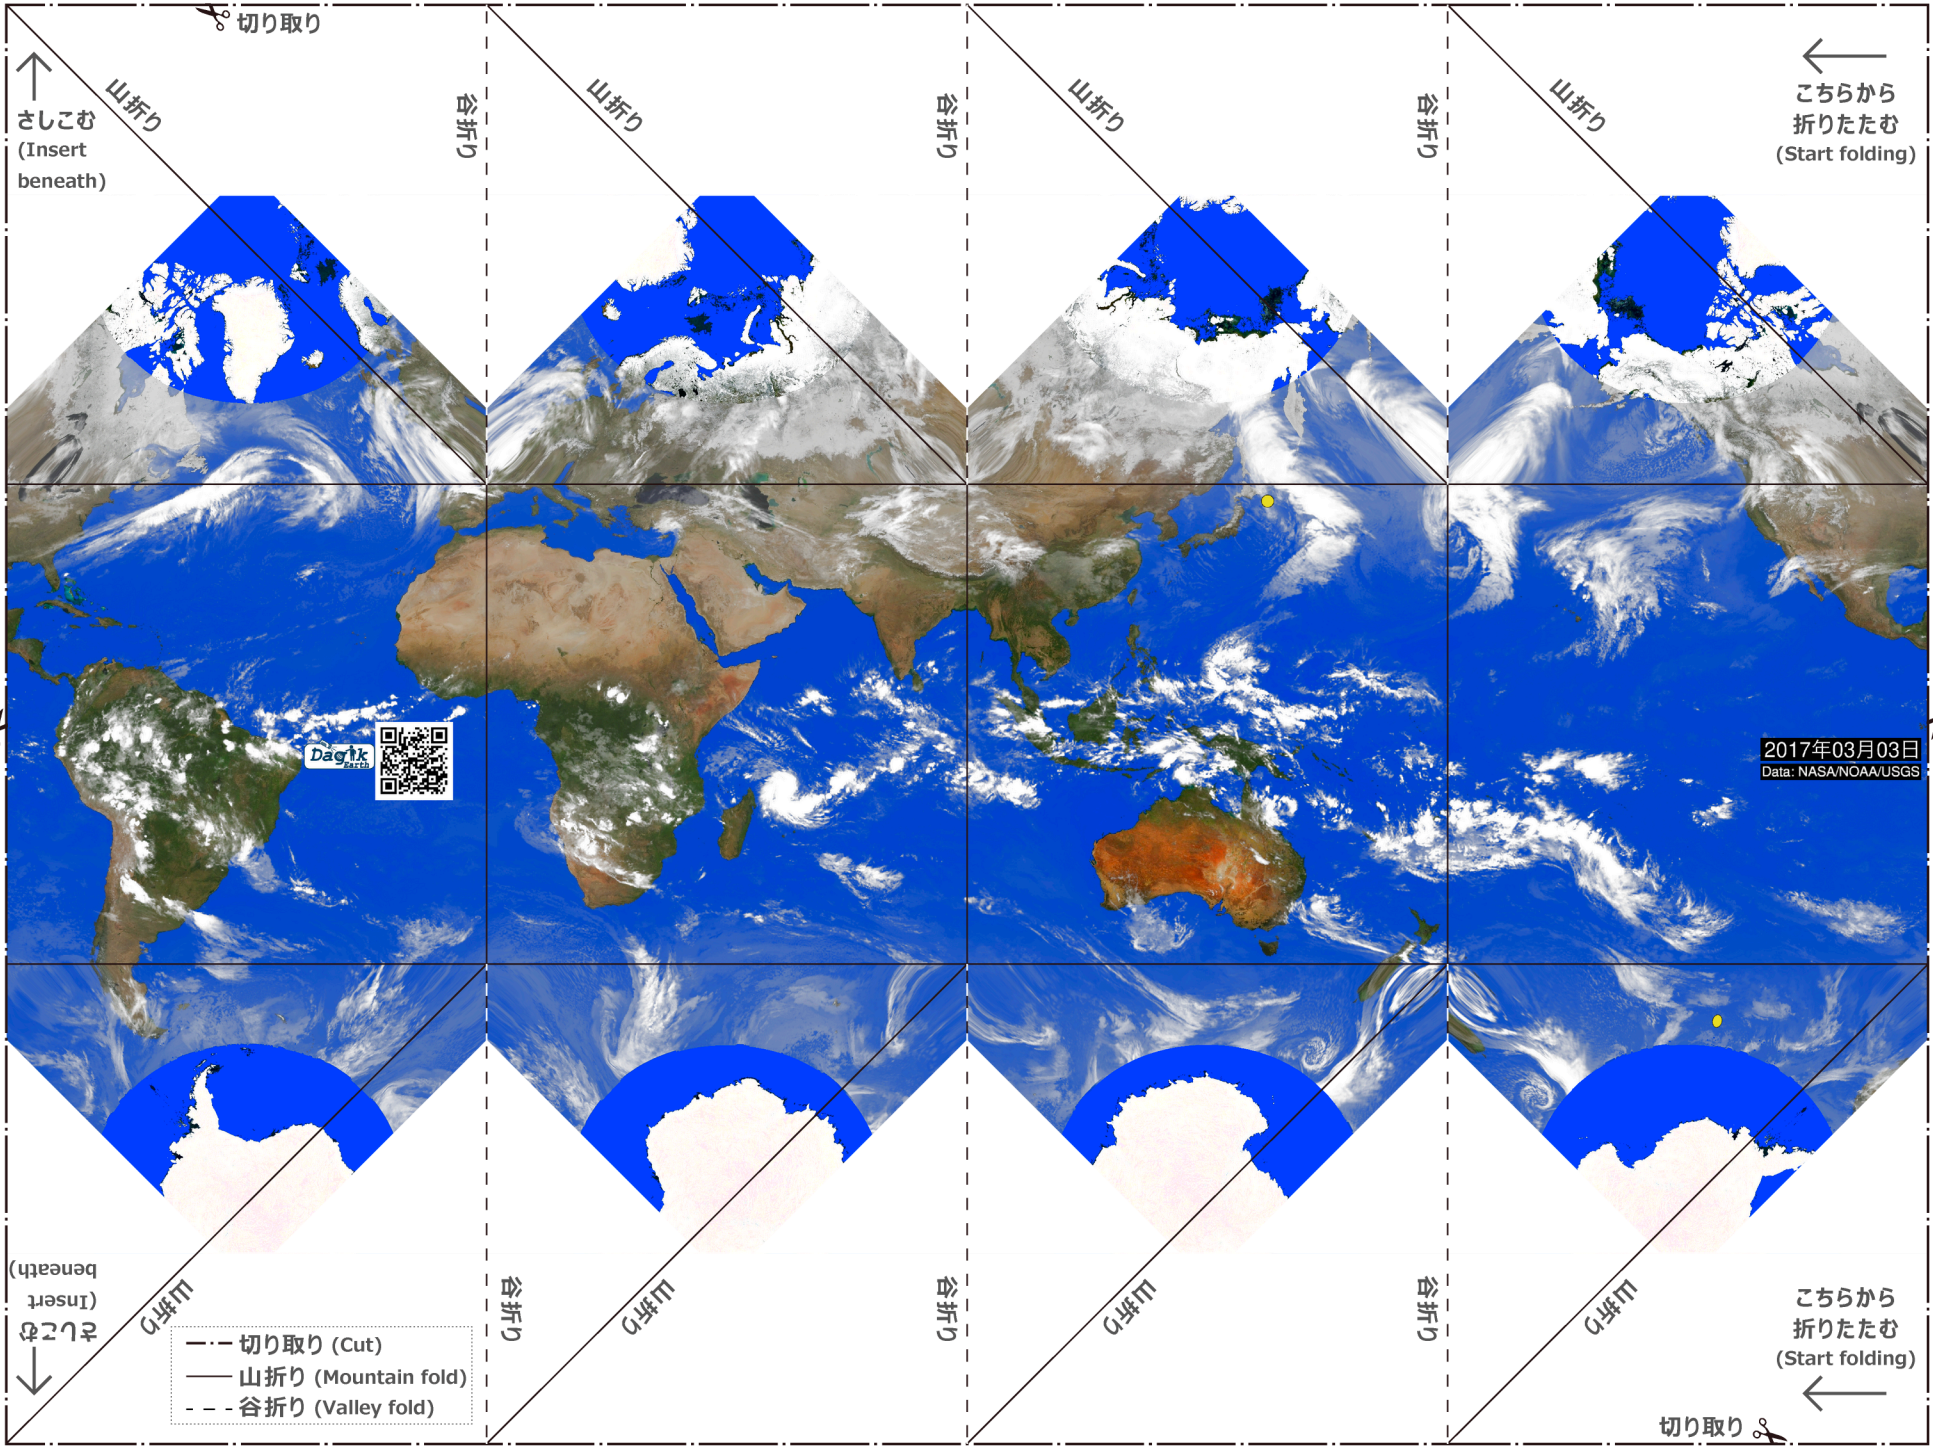 切り取り
山折り
谷折り
山折り
谷折り
山折り
谷折り
山折り
さしこむ
(Insert
beneath)
こちらから
折りたたむ
(Start folding)
Dagik
Earth
2017年03月03日
Data: NASA/NOAA/USGS
さしこむ
(Insert
beneath)
山折り
谷折り
山折り
谷折り
山折り
谷折り
山折り
こちらから
折りたたむ
(Start folding)
切り取り (Cut)
山折り (Mountain fold)
谷折り (Valley fold)
切り取り